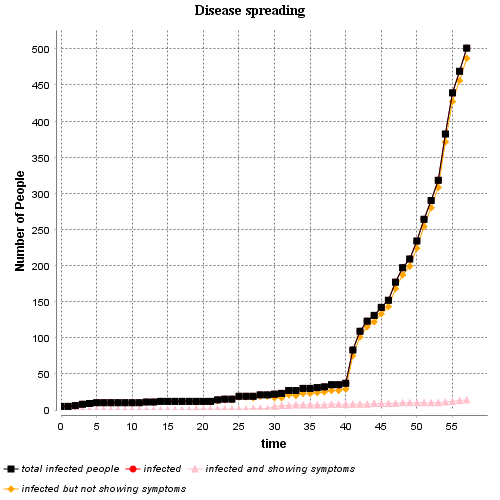 Disease spreading
Number of People
500
450
400
350
300
250
200
150
100
50
0
0 5 10 15 20 25 30 35 40 45 50 55
time
total infected people infected infected and showing symptoms
infected but not showing symptoms